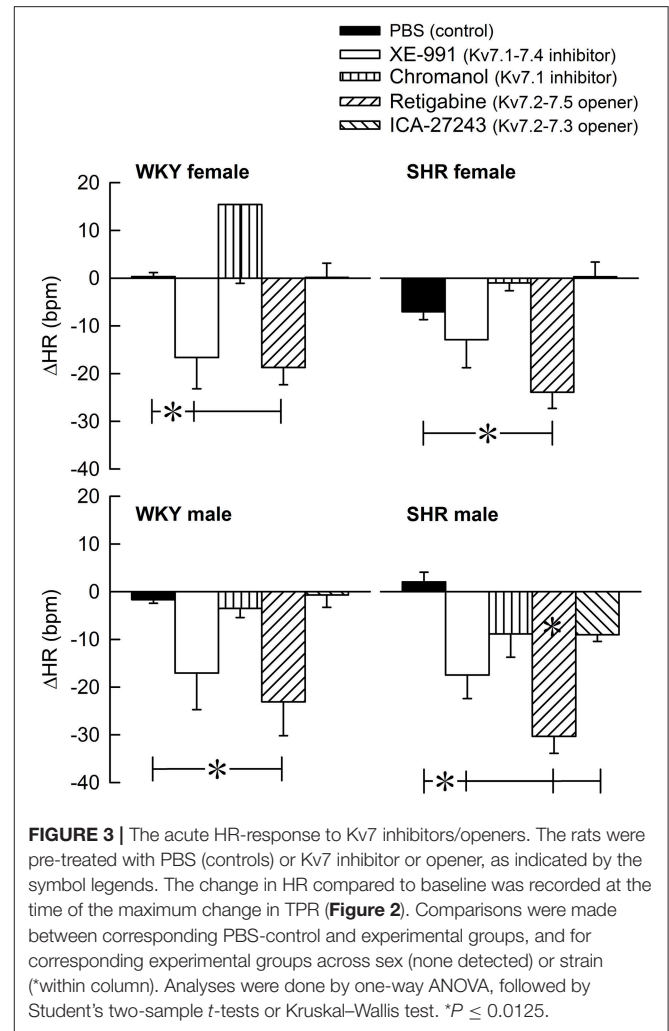 PBS (control)
XE-991 (Kv7.1-7.4 inhibitor)
Chromanol (Kv7.1 inhibitor)
Retigabine (Kv7.2-7.5 opener)
ICA-27243 (Kv7.2-7.3 opener)
WKY female
SHR female
20
10
0
-10
-20
-30
-40
ΔHR (bpm)
*
*
WKY male
SHR male
20
10
0
-10
-20
-30
-40
ΔHR (bpm)
*
*
*
FIGURE 3 | The acute HR-response to Kv7 inhibitors/openers. The rats were
pre-treated with PBS (controls) or Kv7 inhibitor or opener, as indicated by the
symbol legends. The change in HR compared to baseline was recorded at the
time of the maximum change in TPR (Figure 2). Comparisons were made
between corresponding PBS-control and experimental groups, and for
corresponding experimental groups across sex (none detected) or strain
(*within column). Analyses were done by one-way ANOVA, followed by
Student's two-sample t-tests or Kruskal–Wallis test. *P ≤ 0.0125.